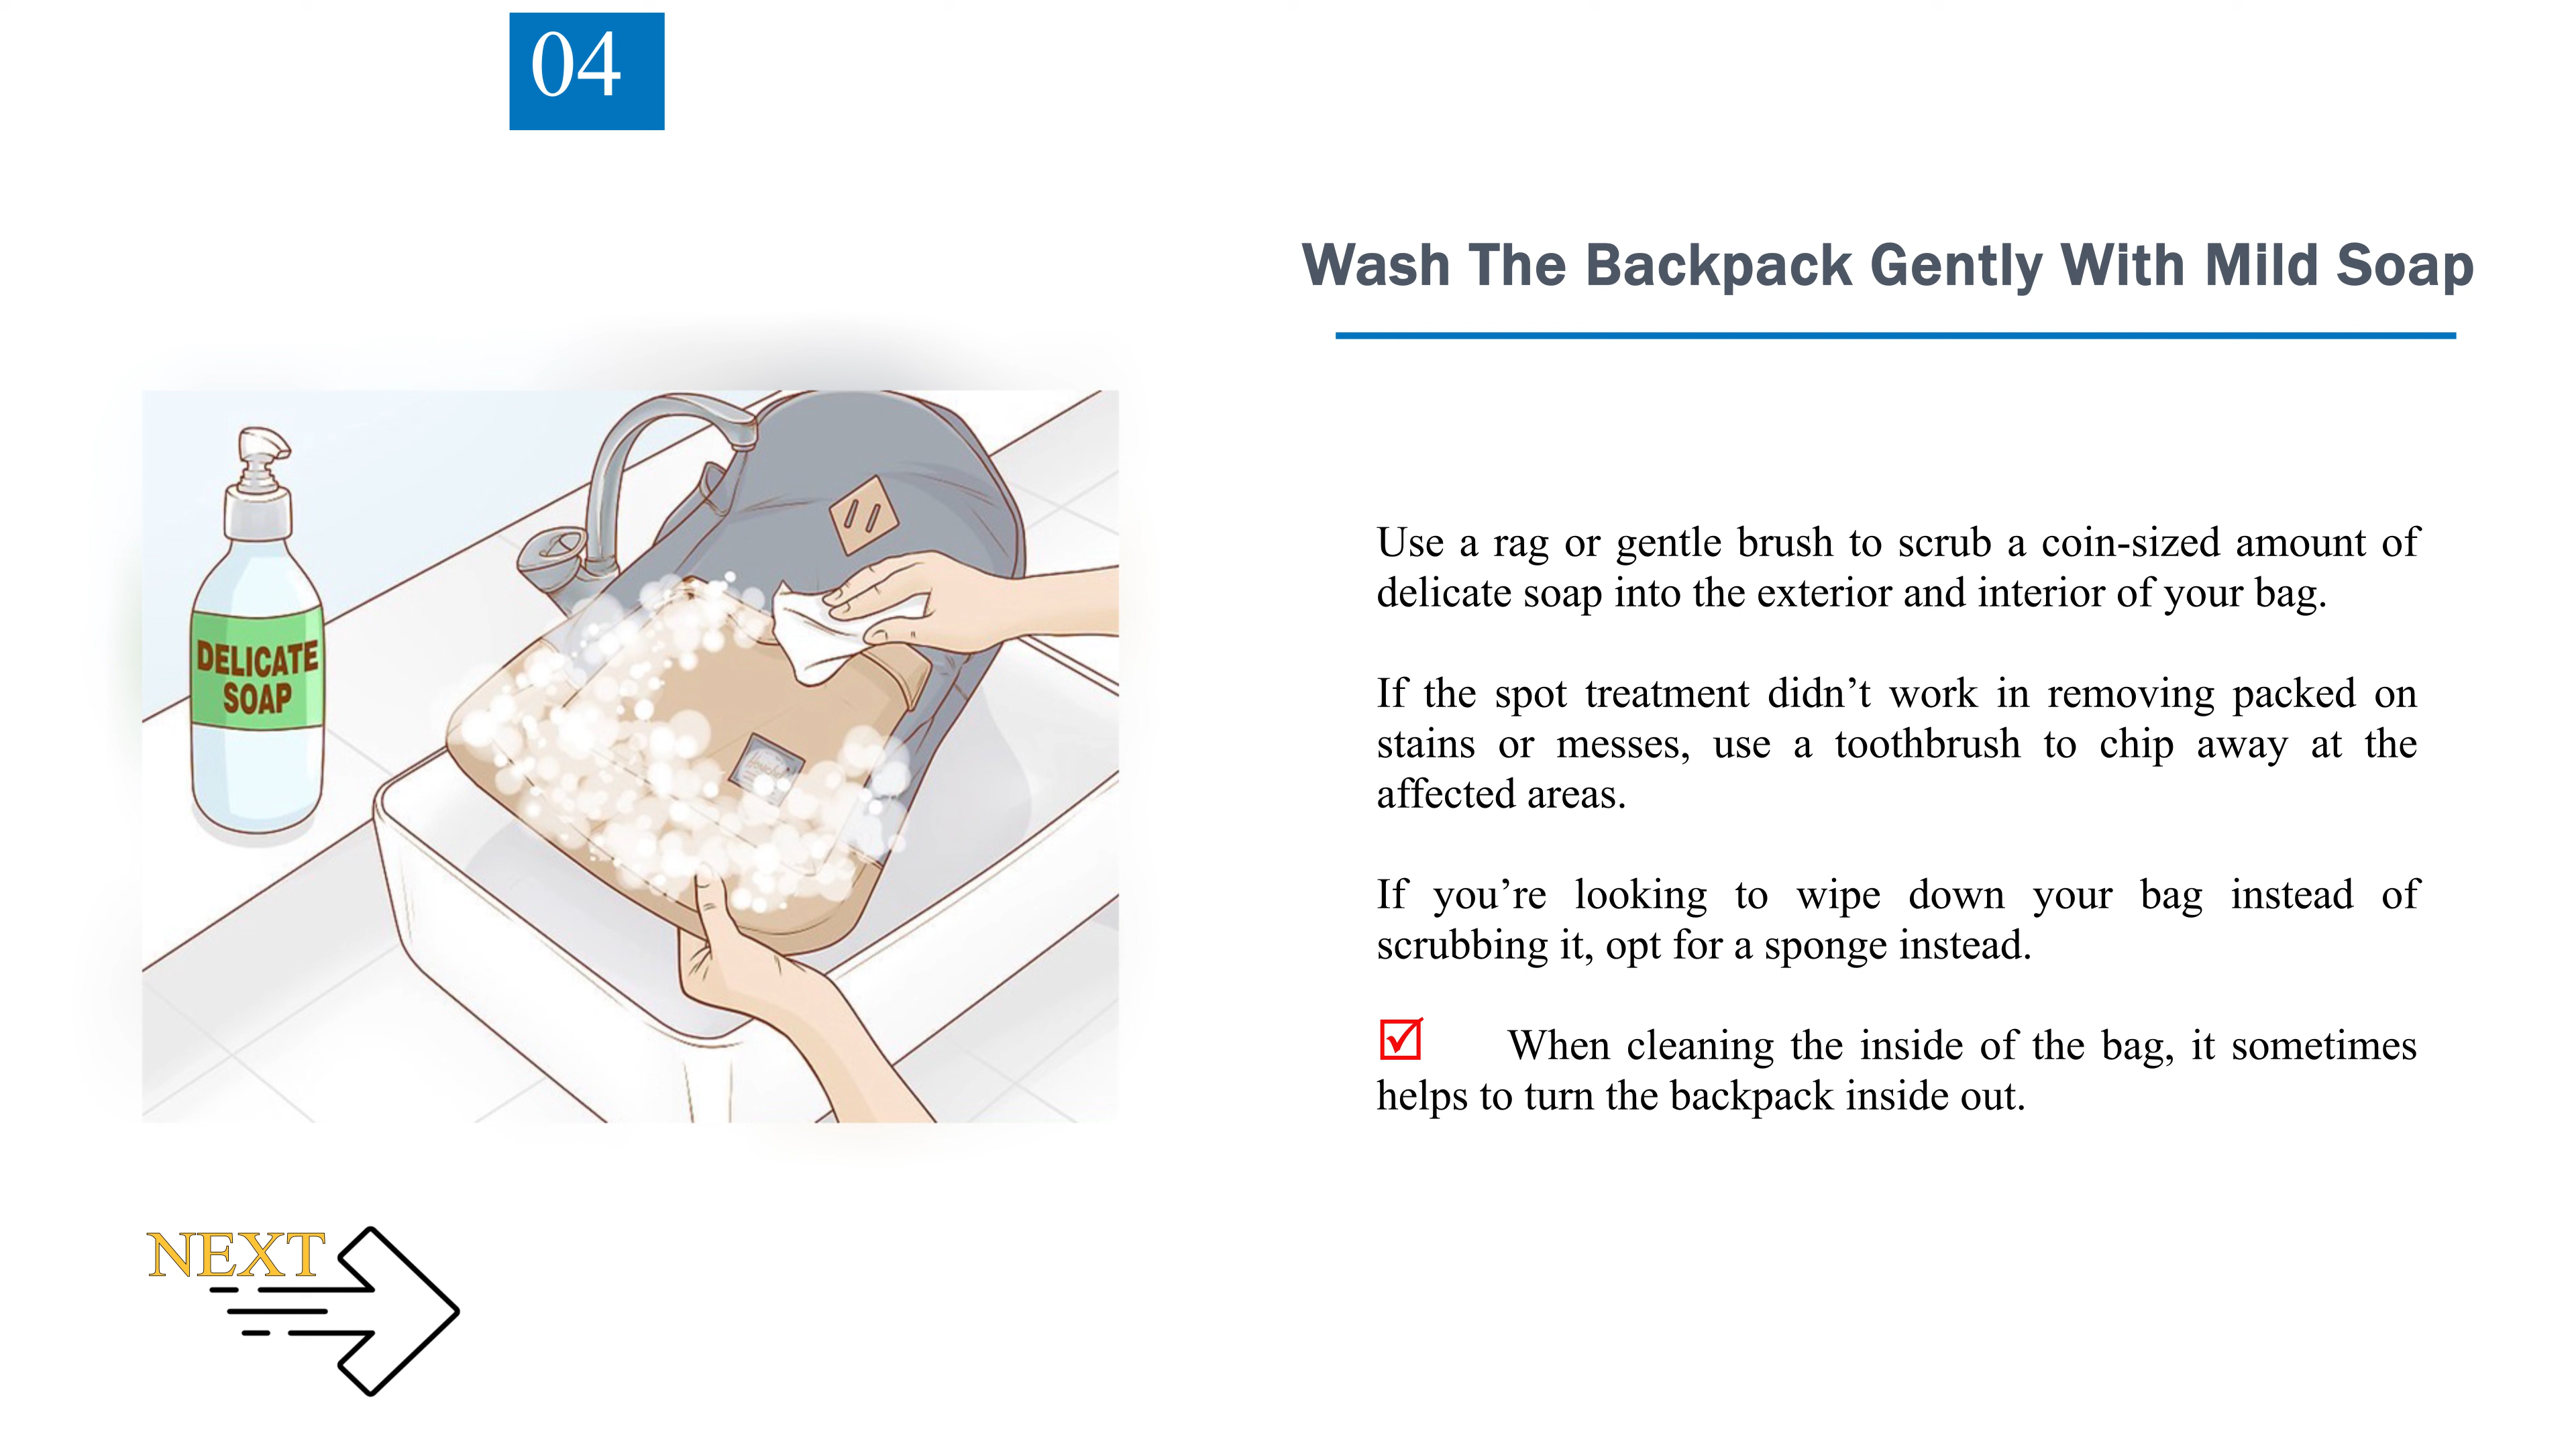 04
Wash The Backpack Gently With Mild Soap
DELICATE
SOAP
Use a rag or gentle brush to scrub a coin-sized amount of
delicate soap into the exterior and interior of your bag.
If the spot treatment didn’t work in removing packed on
stains or messes, use a toothbrush to chip away at the
affected areas.
If you’re looking to wipe down your bag instead of
scrubbing it, opt for a sponge instead.
☑ When cleaning the inside of the bag, it sometimes
helps to turn the backpack inside out.
NEXT